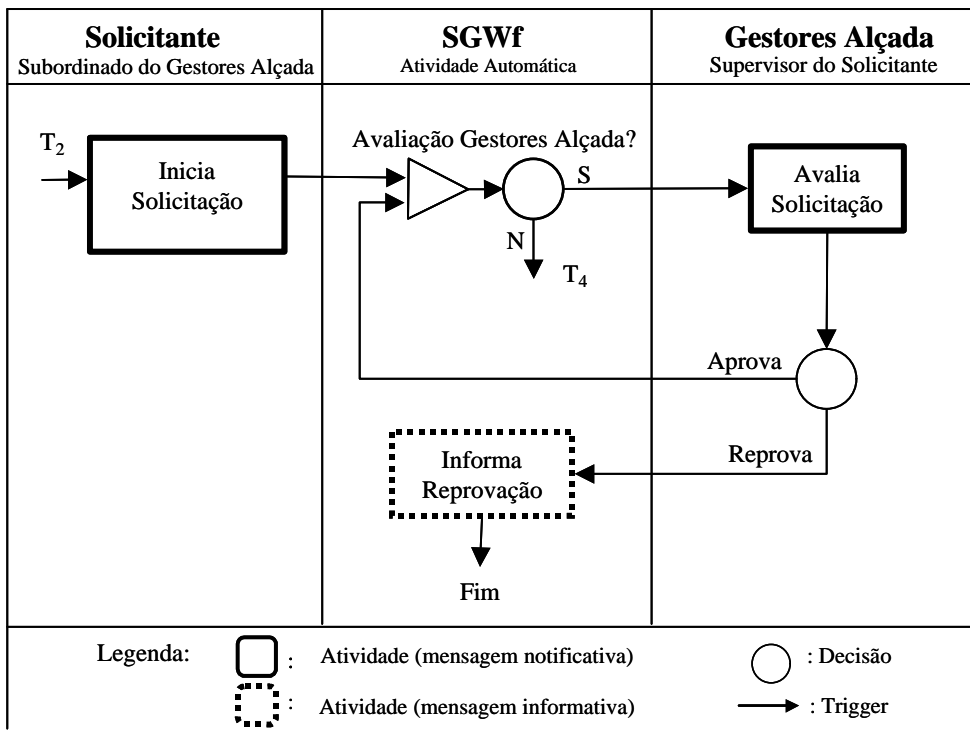 Solicitante
Subordinado do Gestores Alçada
SGWf
Atividade Automática
Gestores Alçada
Supervisor do Solicitante
T2
Inicia
Solicitação
Avaliação Gestores Alçada?
S
N
T4
Avalia
Solicitação
Aprova
Reprova
Informa
Reprovação
Fim
Legenda:
: Atividade (mensagem notificativa)
: Decisão
: Atividade (mensagem informativa)
: Trigger